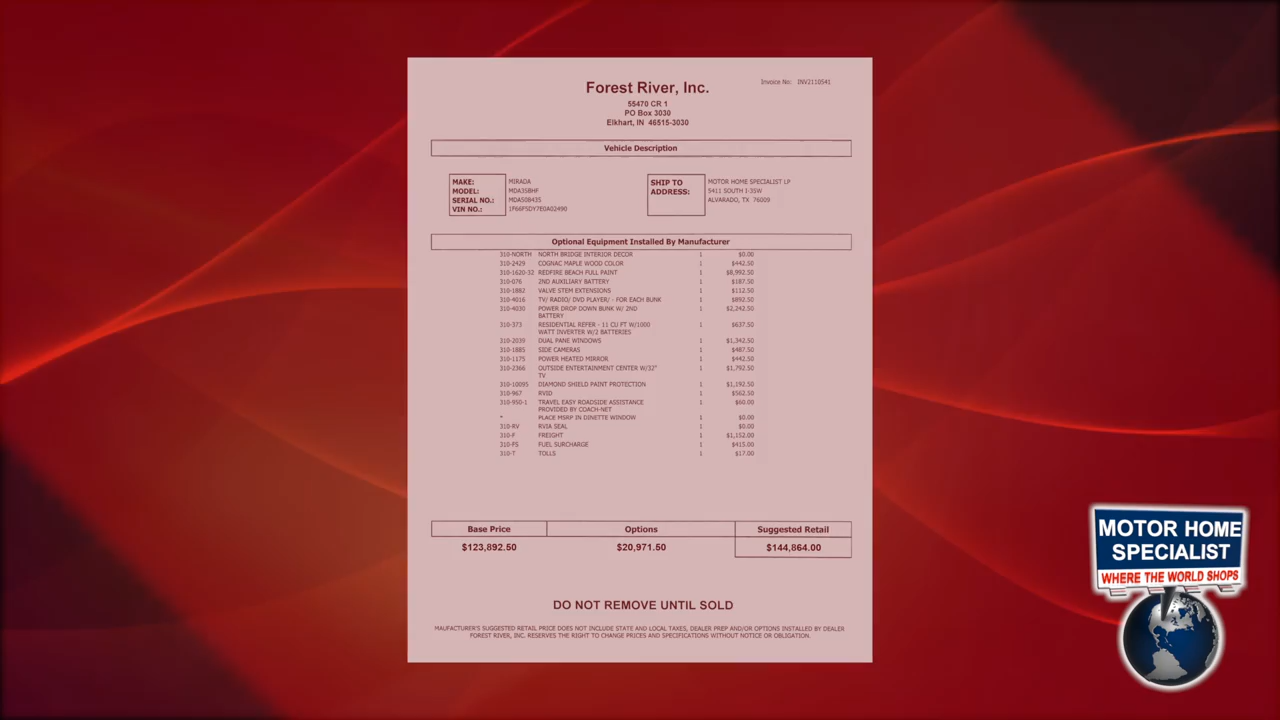 Forest River, Inc.
Invoice No: INV2110541
55470 CR 1
PO Box 3030
Elkhart, IN 46515-3030
Vehicle Description
MAKE: MIRADA
MODEL: MDA35BHF
SERIAL NO.: MDA508435
VIN NO.: 1F66F5DY7E0A02490
SHIP TO ADDRESS:
MOTOR HOME SPECIALIST LP
5411 SOUTH I-35W
ALVARADO, TX 76009
Optional Equipment Installed By Manufacturer
310-NORTH NORTH BRIDGE INTERIOR DECOR 1 $0.00
310-2429 COGNAC MAPLE WOOD COLOR 1 $442.50
310-1620-32 REDFIRE BEACH FULL PAINT 1 $8,992.50
310-076 2ND AUXILIARY BATTERY 1 $187.50
310-1882 VALVE STEM EXTENSIONS 1 $112.50
310-4016 TV/ RADIO/ DVD PLAYER/ - FOR EACH BUNK 1 $892.50
310-4030 POWER DROP DOWN BUNK W/ 2ND 1 $2,242.50
BATTERY
310-373 RESIDENTIAL REFER - 11 CU FT W/1000 1 $637.50
WATT INVERTER W/2 BATTERIES
310-2039 DUAL PANE WINDOWS 1 $1,342.50
310-1885 SIDE CAMERAS 1 $487.50
310-1175 POWER HEATED MIRROR 1 $442.50
310-2366 OUTSIDE ENTERTAINMENT CENTER W/32" 1 $1,792.50
TV
310-10095 DIAMOND SHIELD PAINT PROTECTION 1 $1,192.50
310-967 RVID 1 $562.50
310-950-1 TRAVEL EASY ROADSIDE ASSISTANCE 1 $60.00
PROVIDED BY COACH-NET
* PLACE MSRP IN DINETTE WINDOW 1 $0.00
310-RV RVIA SEAL 1 $0.00
310-F FREIGHT 1 $1,152.00
310-FS FUEL SURCHARGE 1 $415.00
310-T TOLLS 1 $17.00
Base Price Options Suggested Retail
$123,892.50 $20,971.50 $144,864.00
DO NOT REMOVE UNTIL SOLD
MAUFACTURER'S SUGGESTED RETAIL PRICE DOES NOT INCLUDE STATE AND LOCAL TAXES, DEALER PREP AND/OR OPTIONS INSTALLED BY DEALER
FOREST RIVER, INC. RESERVES THE RIGHT TO CHANGE PRICES AND SPECIFICATIONS WITHOUT NOTICE OR OBLIGATION.
MOTOR HOME
SPECIALIST
WHERE THE WORLD SHOPS